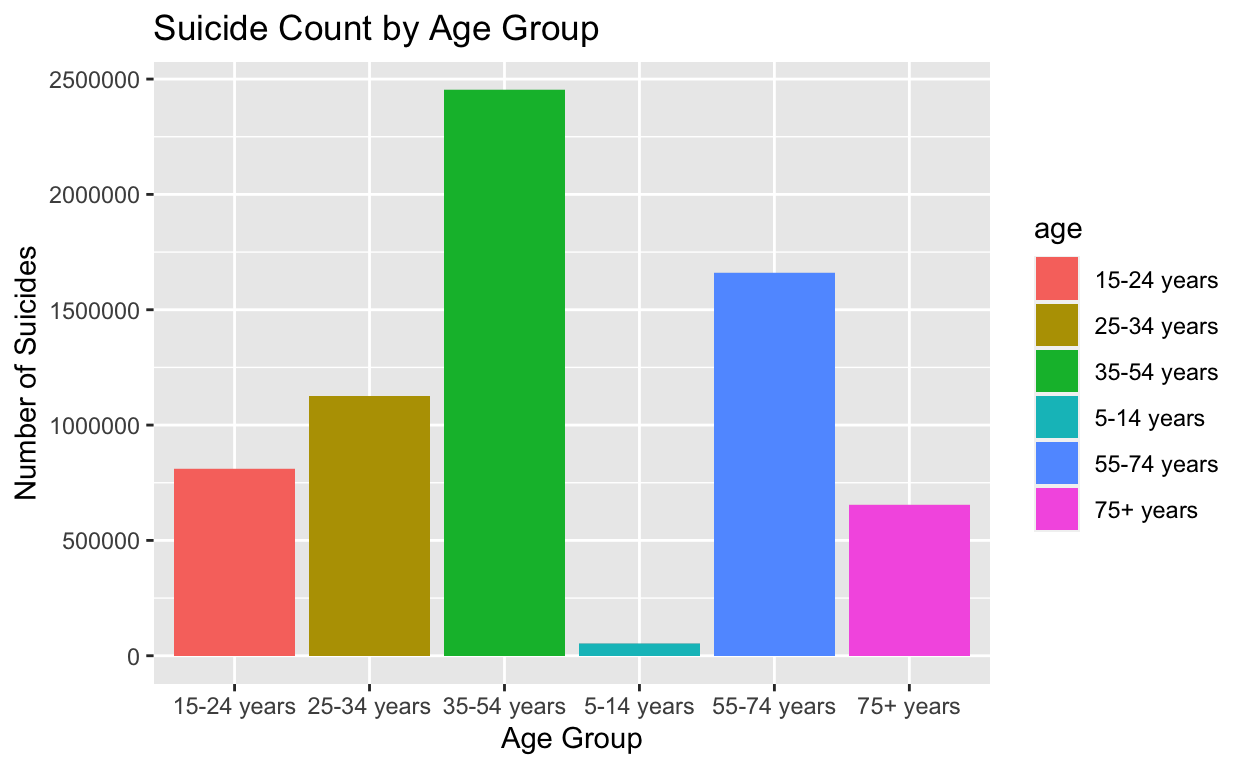 Suicide Count by Age Group
2500000
2000000
1500000
1000000
500000
0
Number of Suicides
15-24 years 25-34 years 35-54 years 5-14 years 55-74 years 75+ years
Age Group
age
15-24 years
25-34 years
35-54 years
5-14 years
55-74 years
75+ years